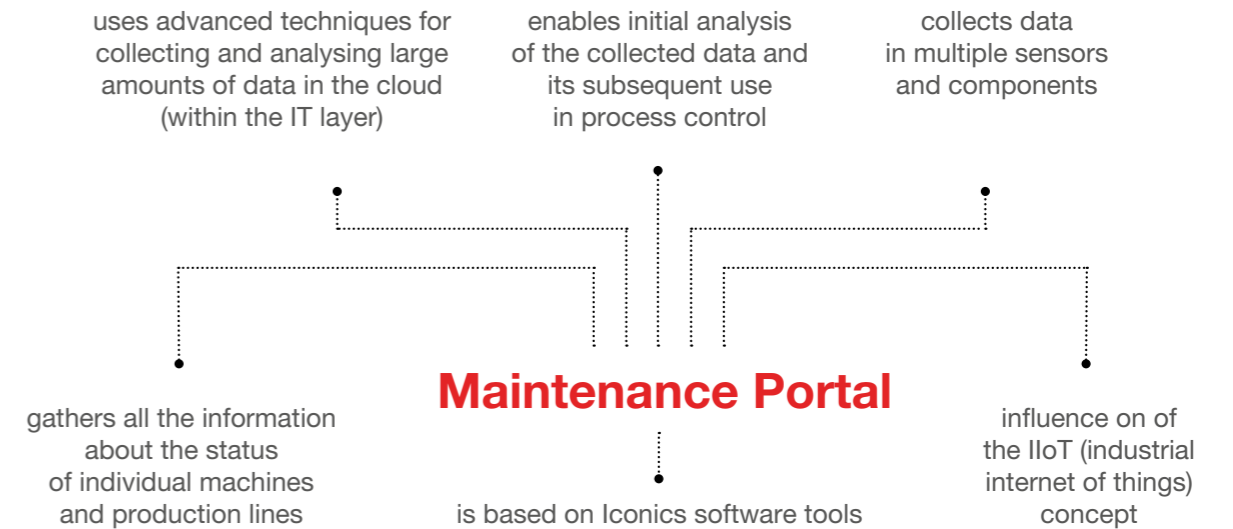 uses advanced techniques for
collecting and analysing large
amounts of data in the cloud
(within the IT layer)
enables initial analysis
of the collected data and
its subsequent use
in process control
collects data
in multiple sensors
and components
Maintenance Portal
gathers all the information
about the status
of individual machines
and production lines
is based on Iconics software tools
influence on of
the IIoT (industrial
internet of things)
concept